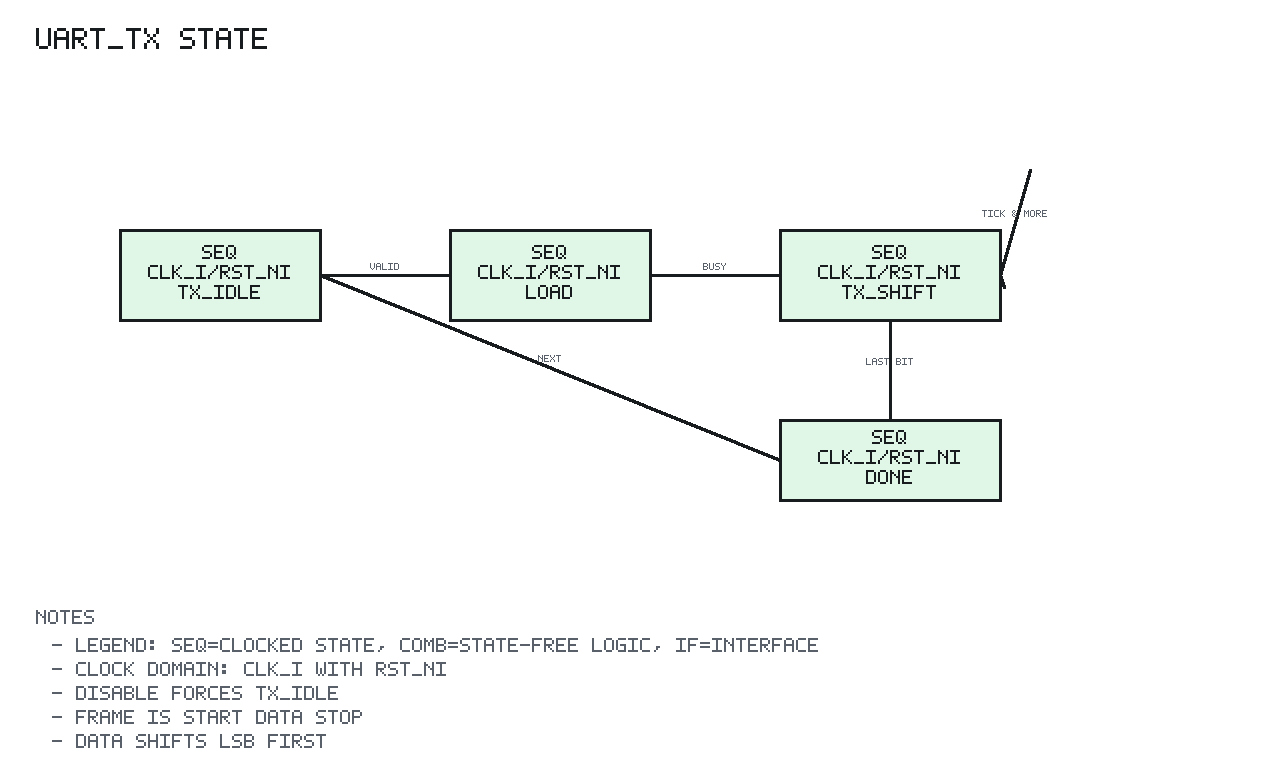 UART_TX STATE
TICK & MORE
SEQ
CLK_I/RST_NI
TX_IDLE
VALID
SEQ
CLK_I/RST_NI
LOAD
BUSY
SEQ
CLK_I/RST_NI
TX_SHIFT
NEXT
LAST BIT
SEQ
CLK_I/RST_NI
DONE
NOTES
- LEGEND: SEQ=CLOCKED STATE, COMB=STATE-FREE LOGIC, IF=INTERFACE
- CLOCK DOMAIN: CLK_I WITH RST_NI
- DISABLE FORCES TX_IDLE
- FRAME IS START DATA STOP
- DATA SHIFTS LSB FIRST